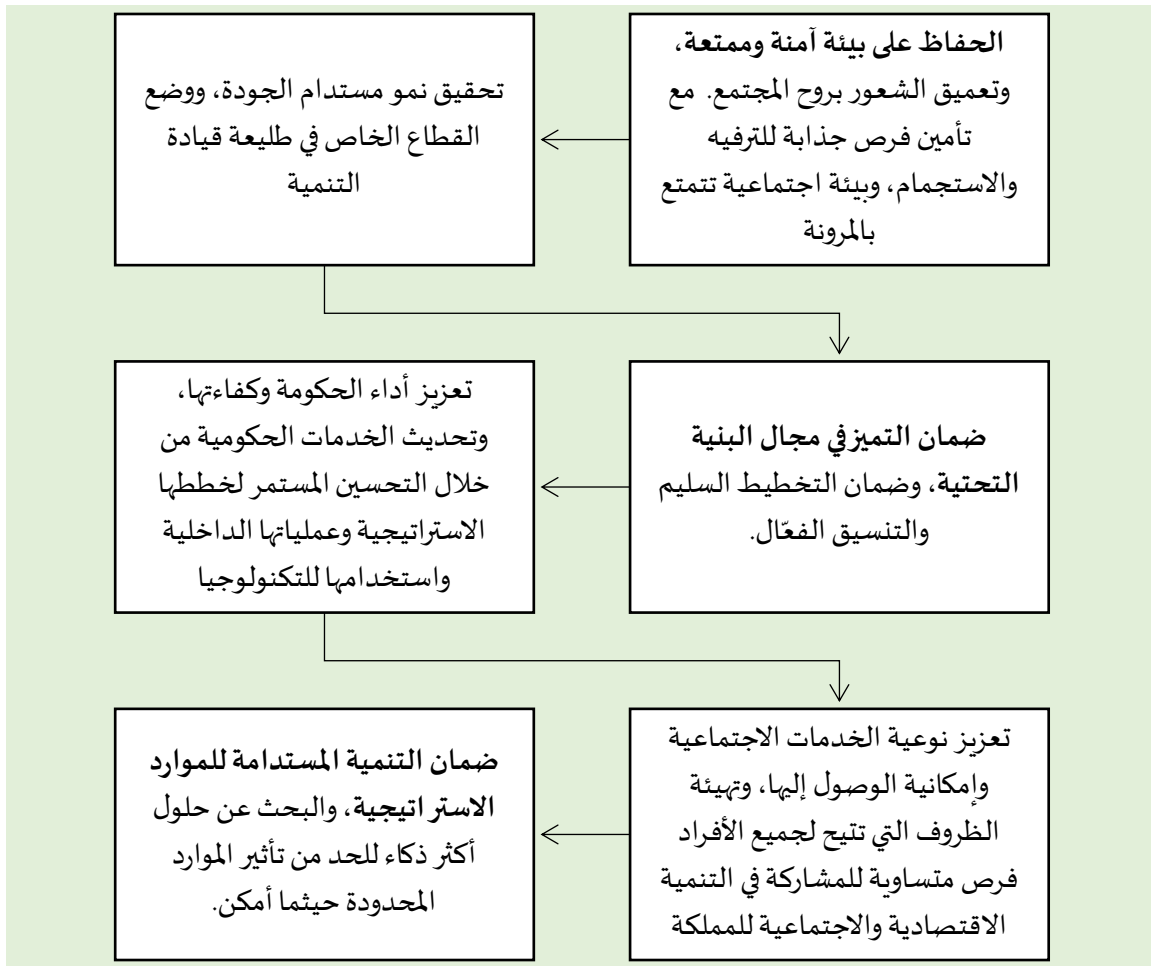 الحفاظ على بيئة آمنة وممتعة،
وتعميق الشعور بروح المجتمع. مع
تأمين فرص جذابة للترفيه
والاستجمام، وبيئة اجتماعية تتمتع
بالمرونة
تحقيق نمو مستدام الجودة، ووضع
القطاع الخاص في طليعة قيادة
التنمية
ضمان التميز في مجال البنية
التحتية، وضمان التخطيط السليم
والتنسيق الفعّال.
تعزيز أداء الحكومة وكفاءتها،
وتحديث الخدمات الحكومية من
خلال التحسين المستمر لخططها
الاستراتيجية وعملياتها الداخلية
واستخدامها للتكنولوجيا
تعزيز نوعية الخدمات الاجتماعية
وإمكانية الوصول إليها، وتهيئة
الظروف التي تتيح لجميع الأفراد
فرص متساوية للمشاركة في التنمية
الاقتصادية والاجتماعية للمملكة
ضمان التنمية المستدامة للموارد
الاستراتيجية، والبحث عن حلول
أكثر ذكاء للحد من تأثير الموارد
المحدودة حيثما أمكن.